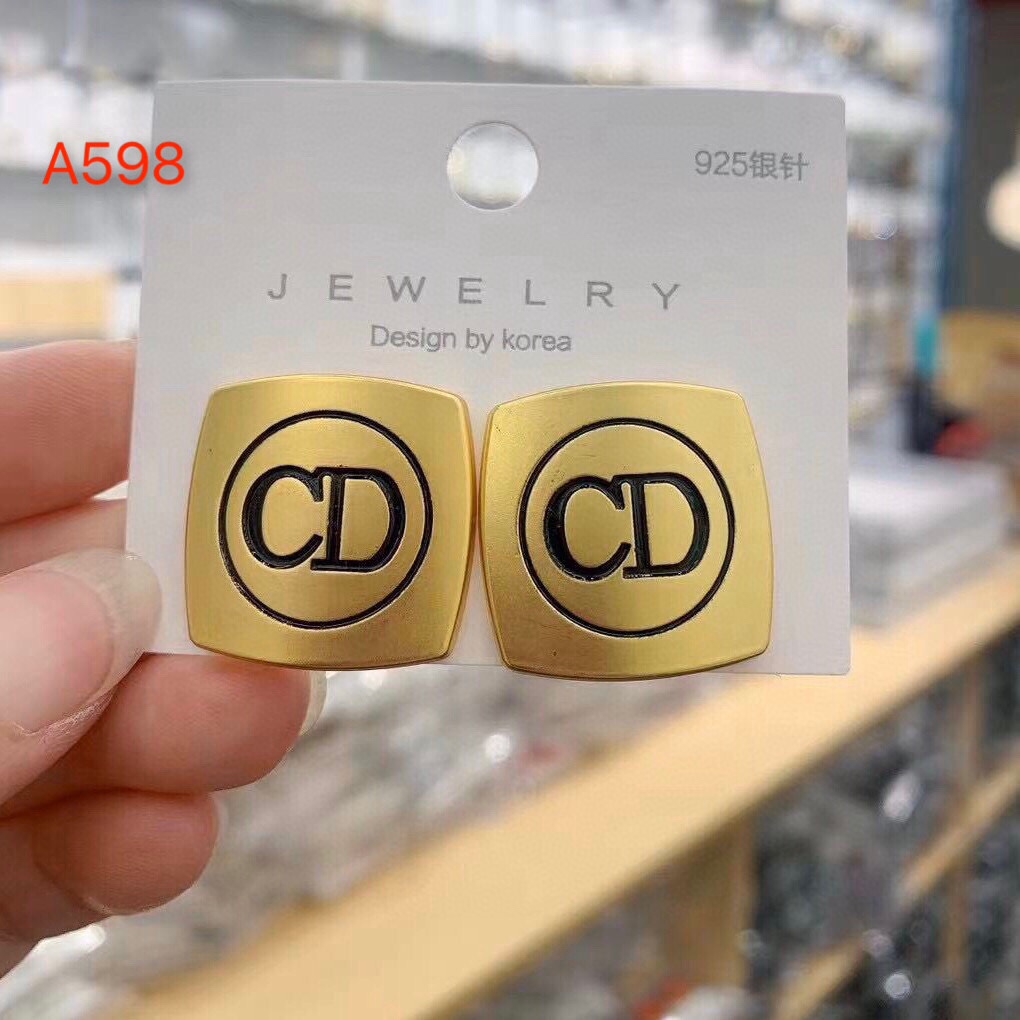 A598
925银针
JEWELRY
Design by korea
CD
CD